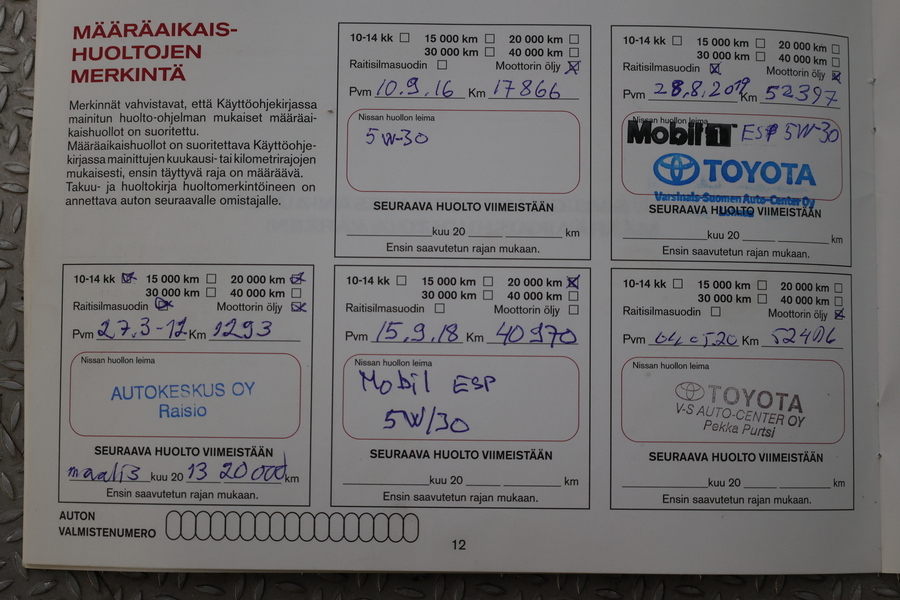 MÄÄRÄAIKAIS-
HUOLTOJEN
MERKINTÄ
Merkinnät vahvistavat, että Käyttöohjekirjassa
mainitun huolto-ohjelman mukaiset määräai-
kaishuollot on suoritettu.
Määräaikaishuollot on suoritettava Käyttöohje-
kirjassa mainittujen kuukausi- tai kilometrirajojen
mukaisesti, ensin täyttyvä raja on määräävä.
Takuu- ja huoltokirja huoltomerkintöineen on
annettava auton seuraavalle omistajalle.
10-14 kk 15 000 km 20 000 km
30 000 km 40 000 km
Raitisilmasuodin Moottorin öljy
Pvm 10.9.16 Km 17866
Nissan huollon leima
5W-30
SEURAAVA HUOLTO VIIMEISTÄÄN
kuu 20 km
Ensin saavutetun rajan mukaan.
10-14 kk 15 000 km 20 000 km
30 000 km 40 000 km
Raitisilmasuodin Moottorin öljy
Pvm 28.8.2019 Km 52397
Nissan huollon leima
Mobil 1 ESP 5W-30
TOYOTA
Varsinais-Suomen Auto-Center Oy
SEURAAVA HUOLTO VIIMEISTÄÄN
kuu 20 km
Ensin saavutetun rajan mukaan.
10-14 kk 15 000 km 20 000 km
30 000 km 40 000 km
Raitisilmasuodin Moottorin öljy
Pvm 27.3-12 Km 1293
Nissan huollon leima
AUTOKESKUS OY
Raisio
SEURAAVA HUOLTO VIIMEISTÄÄN
maalis kuu 20 13 20 000 km
Ensin saavutetun rajan mukaan.
10-14 kk 15 000 km 20 000 km
30 000 km 40 000 km
Raitisilmasuodin Moottorin öljy
Pvm 15.9.18 Km 40970
Nissan huollon leima
Mobil ESP
5W/30
SEURAAVA HUOLTO VIIMEISTÄÄN
kuu 20 km
Ensin saavutetun rajan mukaan.
10-14 kk 15 000 km 20 000 km
30 000 km 40 000 km
Raitisilmasuodin Moottorin öljy
Pvm Km 52406
Nissan huollon leima
TOYOTA
V-S AUTO-CENTER OY
Pekka Purtsi
SEURAAVA HUOLTO VIIMEISTÄÄN
kuu 20 km
Ensin saavutetun rajan mukaan.
AUTON
VALMISTENUMERO
12